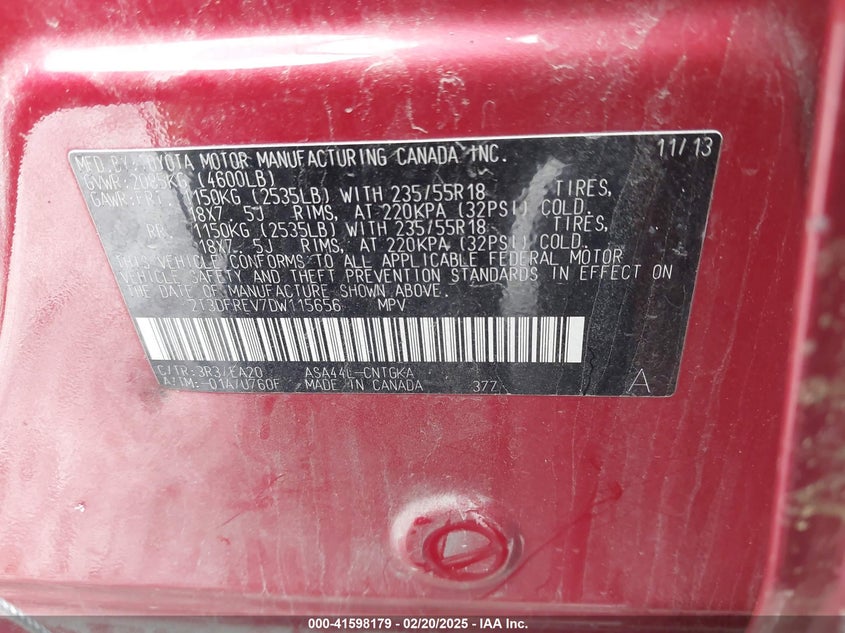 MFD. BY: TOYOTA MOTOR MANUFACTURING CANADA INC. 11/13
GVWR: 2085KG (4600LB)
GAWR: FRT 1150KG (2535LB) WITH 235/55R18 TIRES,
18X7.5J RIMS, AT 220KPA (32PSI) COLD.
RR 1150KG (2535LB) WITH 235/55R18 TIRES,
18X7.5J RIMS, AT 220KPA (32PSI) COLD.
THIS VEHICLE CONFORMS TO ALL APPLICABLE FEDERAL MOTOR
VEHICLE SAFETY AND THEFT PREVENTION STANDARDS IN EFFECT ON
THE DATE OF MANUFACTURE SHOWN ABOVE.
2T3DFREV7DW115656 MPV
C/TR: 3R3/EA20 ASA44L-CNTGKA
A/TM: -01A/U760F MADE IN CANADA 377 A
000-41598179 | 02/20/2025 | IAA Inc.